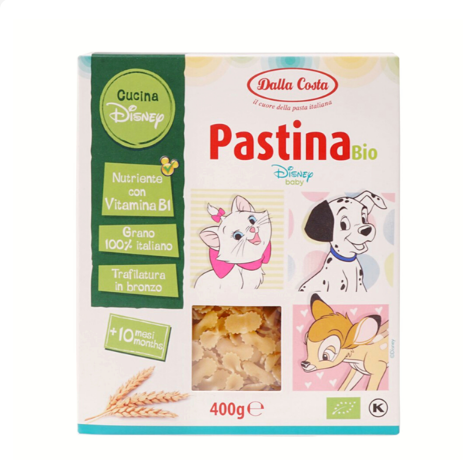 Cucina
Disney
Nutriente
con
Vitamina B1
Grano
100% italiano
Trafilatura
in bronzo
+10 mesi
months
Dalla Costa
il cuore della pasta italiana
Pastina Bio
Disney
baby
400g e
K
©Disney